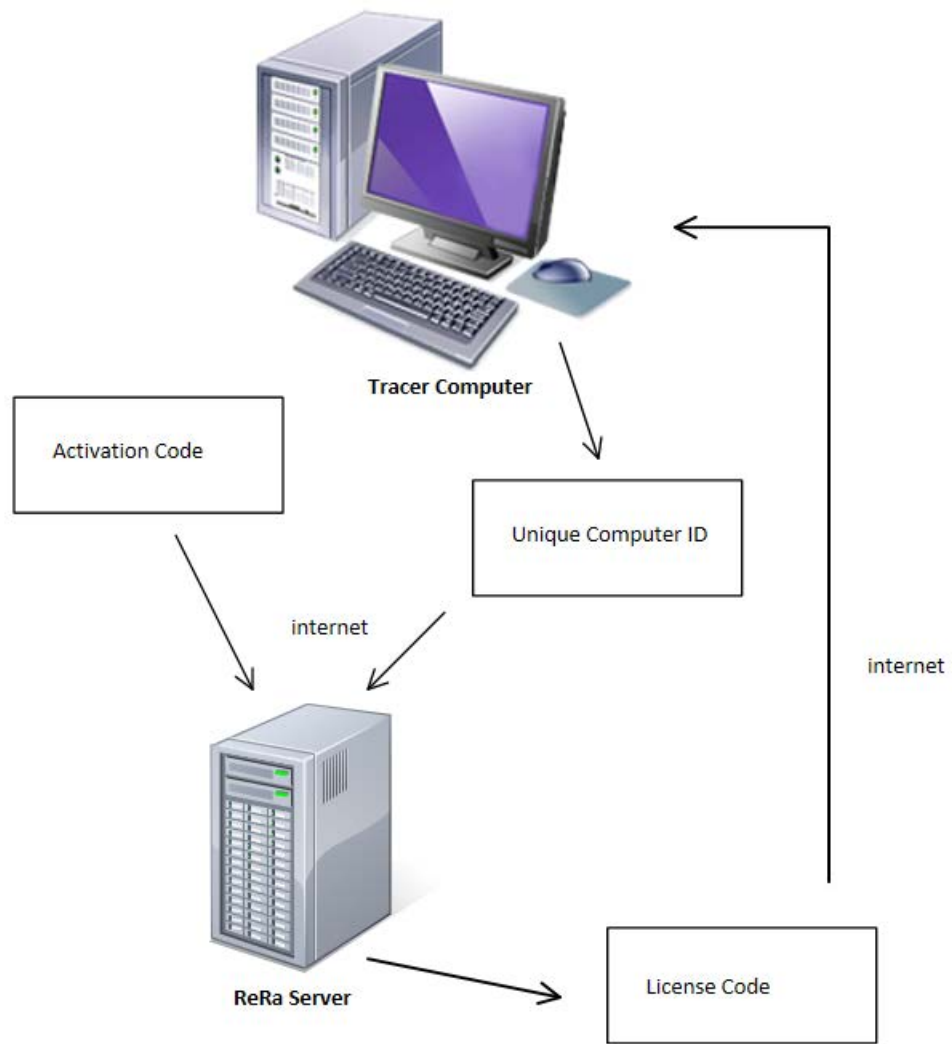 Tracer Computer
Activation Code
Unique Computer ID
internet
internet
ReRa Server
License Code